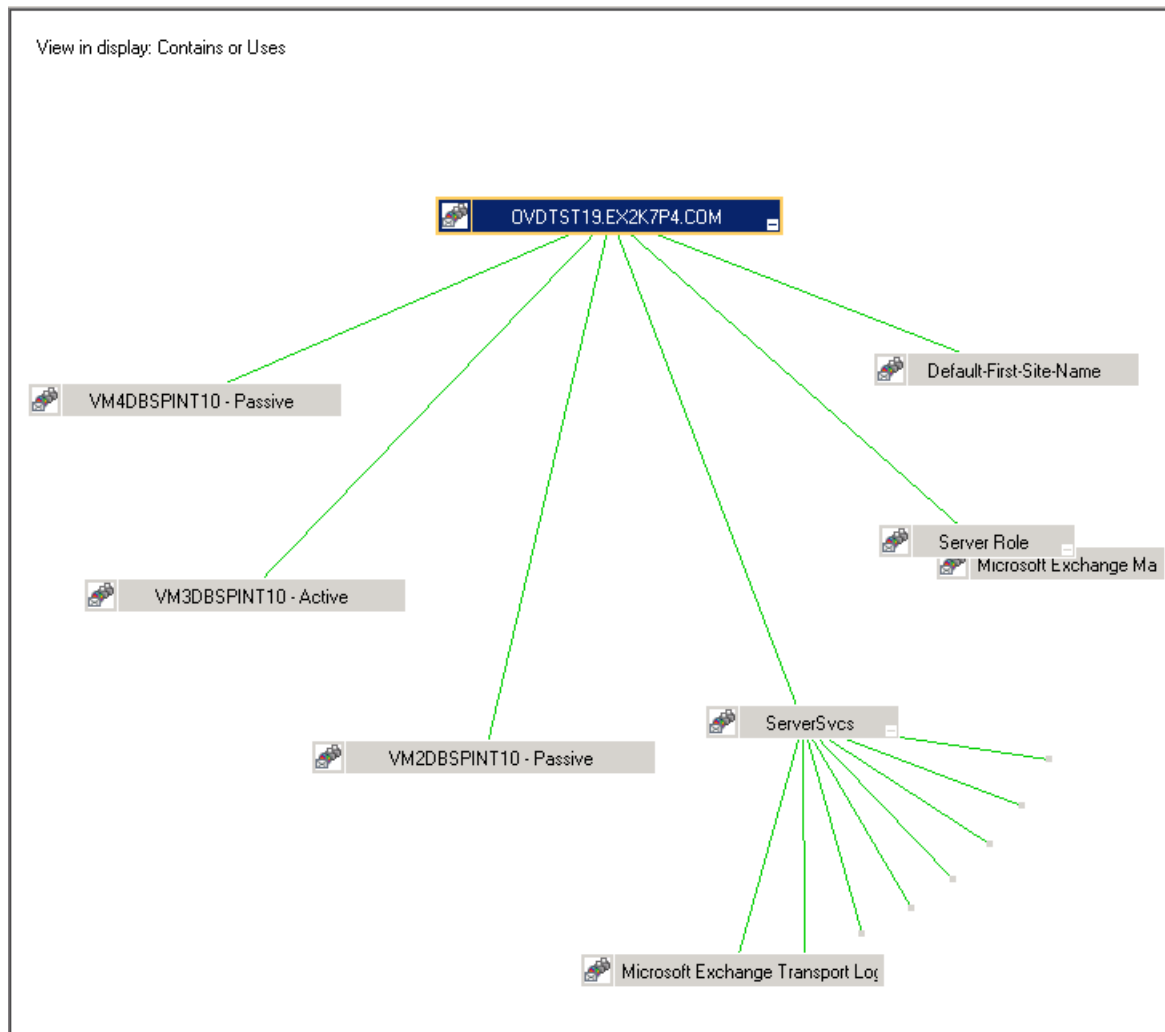 View in display: Contains or Uses
OVDTST19.EX2K7P4.COM
Default-First-Site-Name
VM4DBSPINT10 - Passive
Server Role
Microsoft Exchange Ma
VM3DBSPINT10 - Active
ServerSvcs
VM2DBSPINT10 - Passive
Microsoft Exchange Transport Log